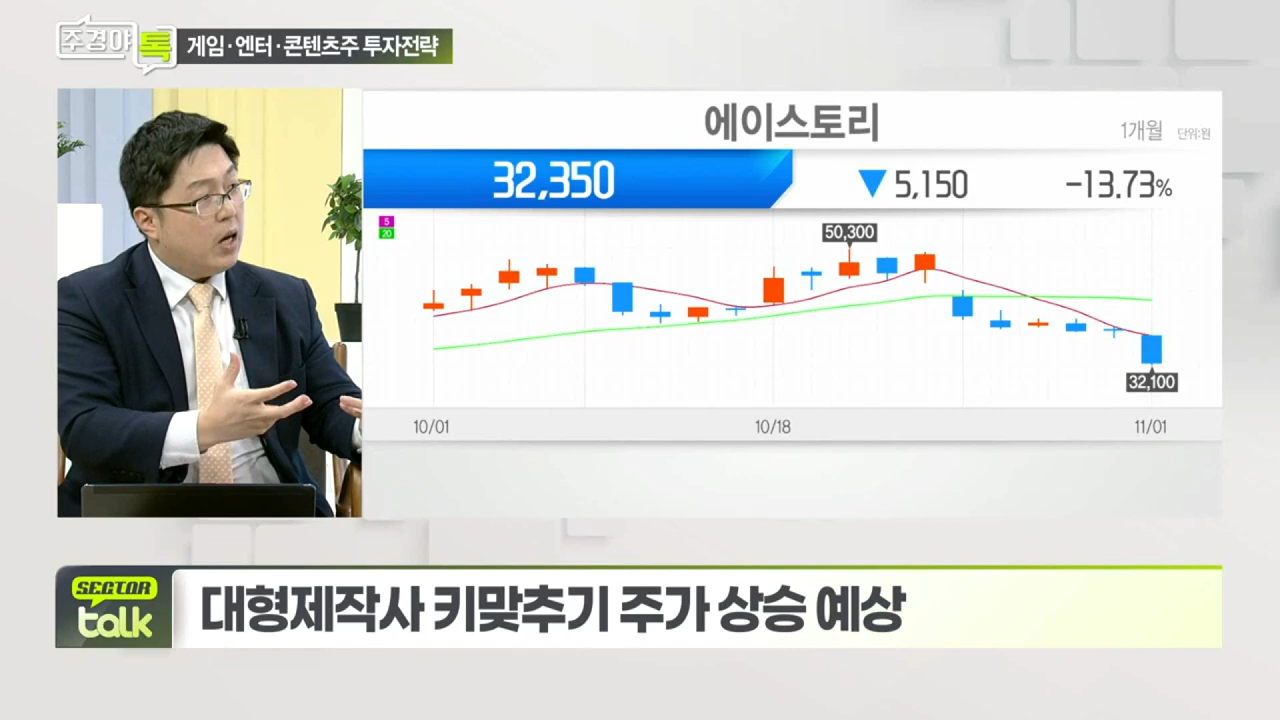 주경야
톡
게임·엔터·콘텐츠주 투자전략
에이스토리
1개월 단위:원
32,350 ▼5,150 -13.73%
5
20
50,300
32,100
10/01 10/18 11/01
SECTOR
talk
대형제작사 키맞추기 주가 상승 예상